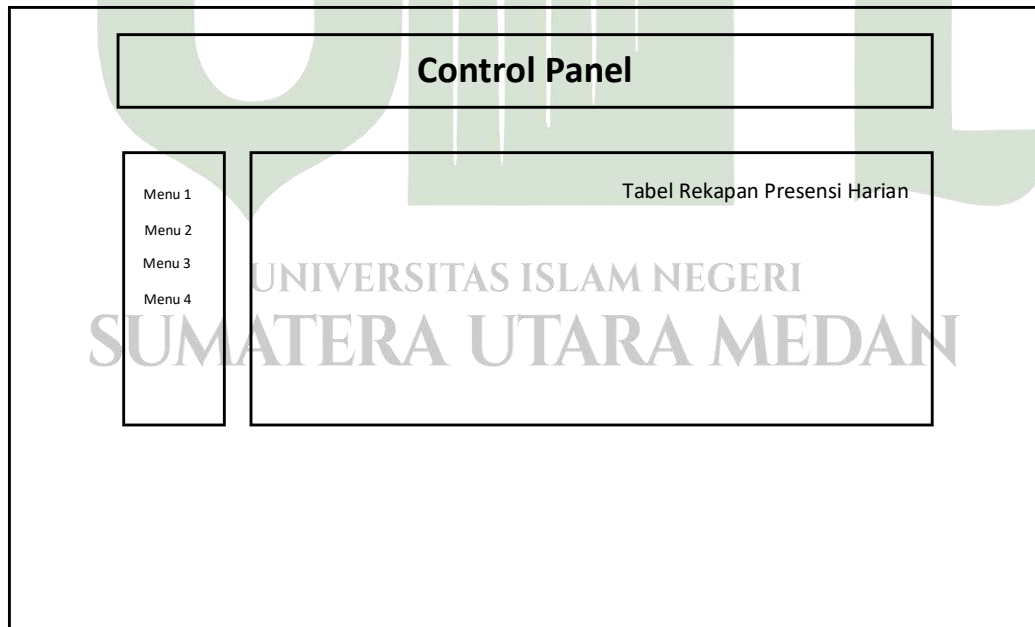 Control Panel
Menu 1
Menu 2
Menu 3
Menu 4
Tabel Rekapan Presensi Harian
UNIVERSITAS ISLAM NEGERI
SUMATERA UTARA MEDAN